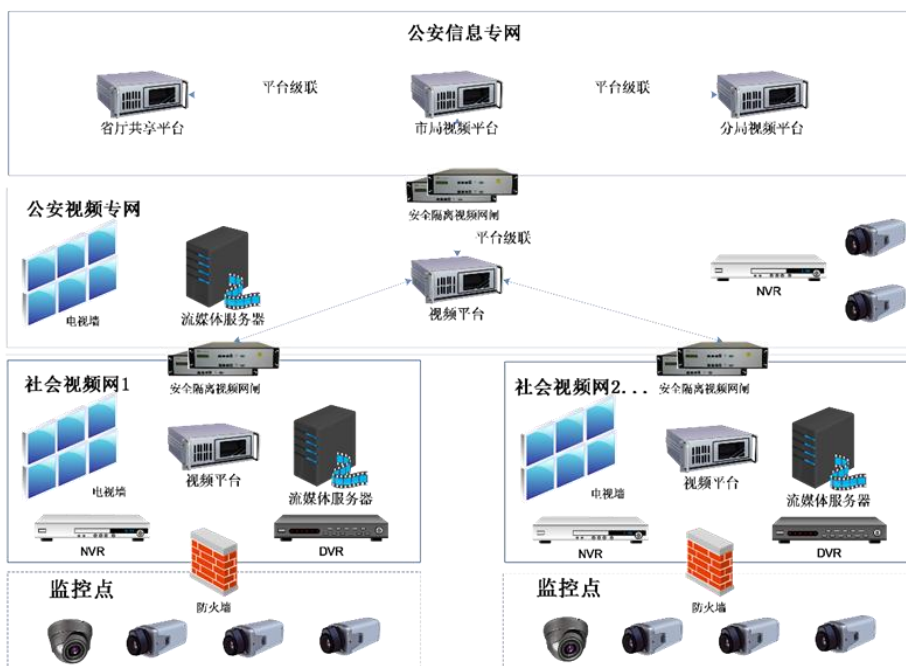 公安信息专网
平台级联
平台级联
省厅共享平台
市局视频平台
分局视频平台
安全隔离视频网闸
公安视频专网
平台级联
NVR
电视墙
流媒体服务器
视频平台
社会视频网1
安全隔离视频网闸
电视墙
视频平台
流媒体服务器
NVR
DVR
监控点
防火墙
社会视频网2...
安全隔离视频网闸
电视墙
视频平台
流媒体服务器
NVR
DVR
监控点
防火墙